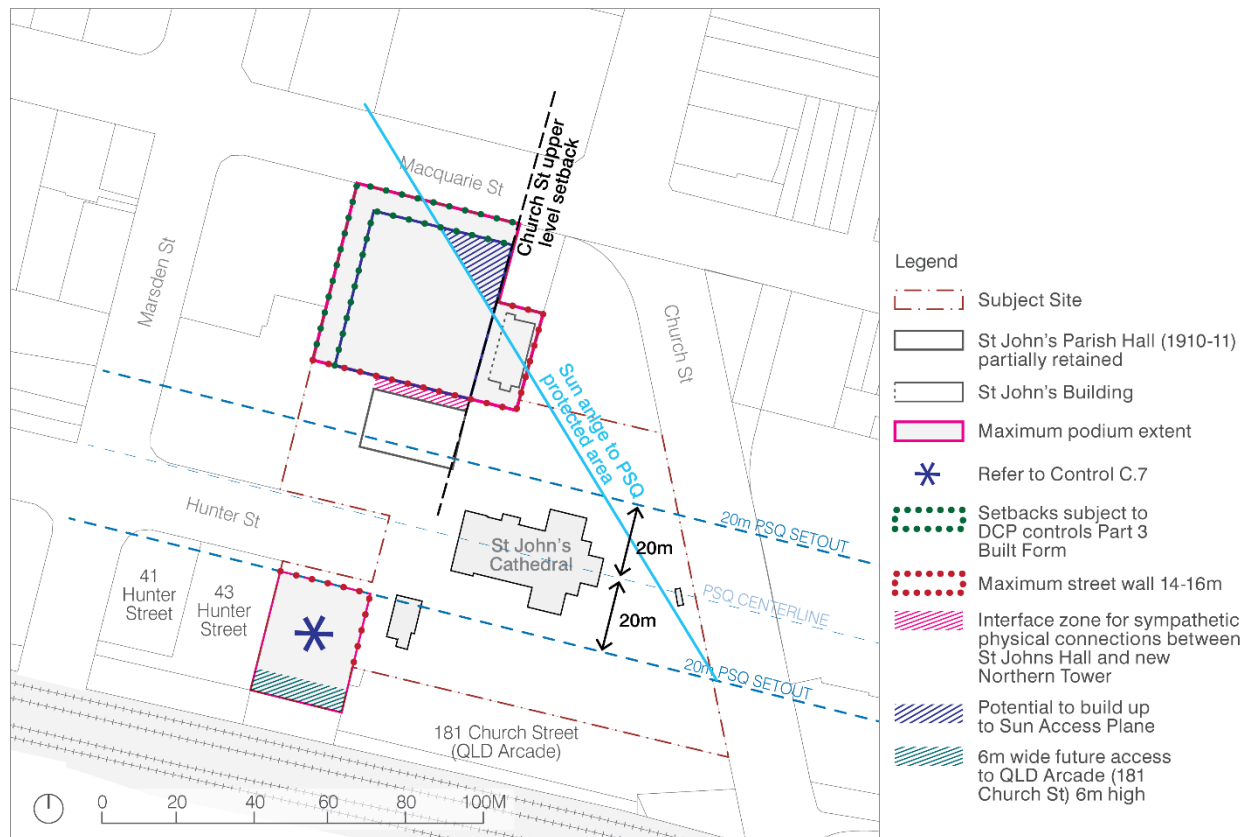 Macquarie St
Church St upper
level setback
Marsden St
Church St
Sun anlge to PSQ
protected area
Hunter St
St John's
Cathedral
20m
20m
20m PSQ SETOUT
PSQ CENTERLINE
20m PSQ SETOUT
41
Hunter
Street
43
Hunter
Street
181 Church Street
(QLD Arcade)
0 20 40 60 80 100M
Legend
Subject Site
St John's Parish Hall (1910-11)
partially retained
St John's Building
Maximum podium extent
Refer to Control C.7
Setbacks subject to
DCP controls Part 3
Built Form
Maximum street wall 14-16m
Interface zone for sympathetic
physical connections between
St Johns Hall and new
Northern Tower
Potential to build up
to Sun Access Plane
6m wide future access
to QLD Arcade (181
Church St) 6m high